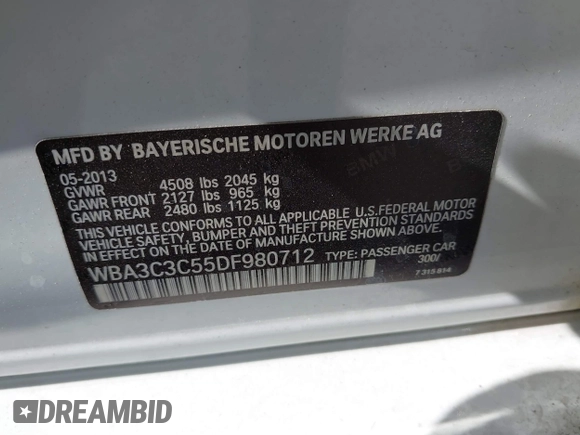 MFD BY BAYERISCHE MOTOREN WERKE AG
05-2013
GVWR 4508 lbs 2045 kg
GAWR FRONT 2127 lbs 965 kg
GAWR REAR 2480 lbs 1125 kg
THIS VEHICLE CONFORMS TO ALL APPLICABLE U.S.FEDERAL MOTOR
VEHICLE SAFETY, BUMPER AND THEFT PREVENTION STANDARDS
IN EFFECT ON THE DATE OF MANUFACTURE SHOWN ABOVE.
WBA3C3C55DF980712 TYPE: PASSENGER CAR
300/
7 315 814
BMW
DREAMBID